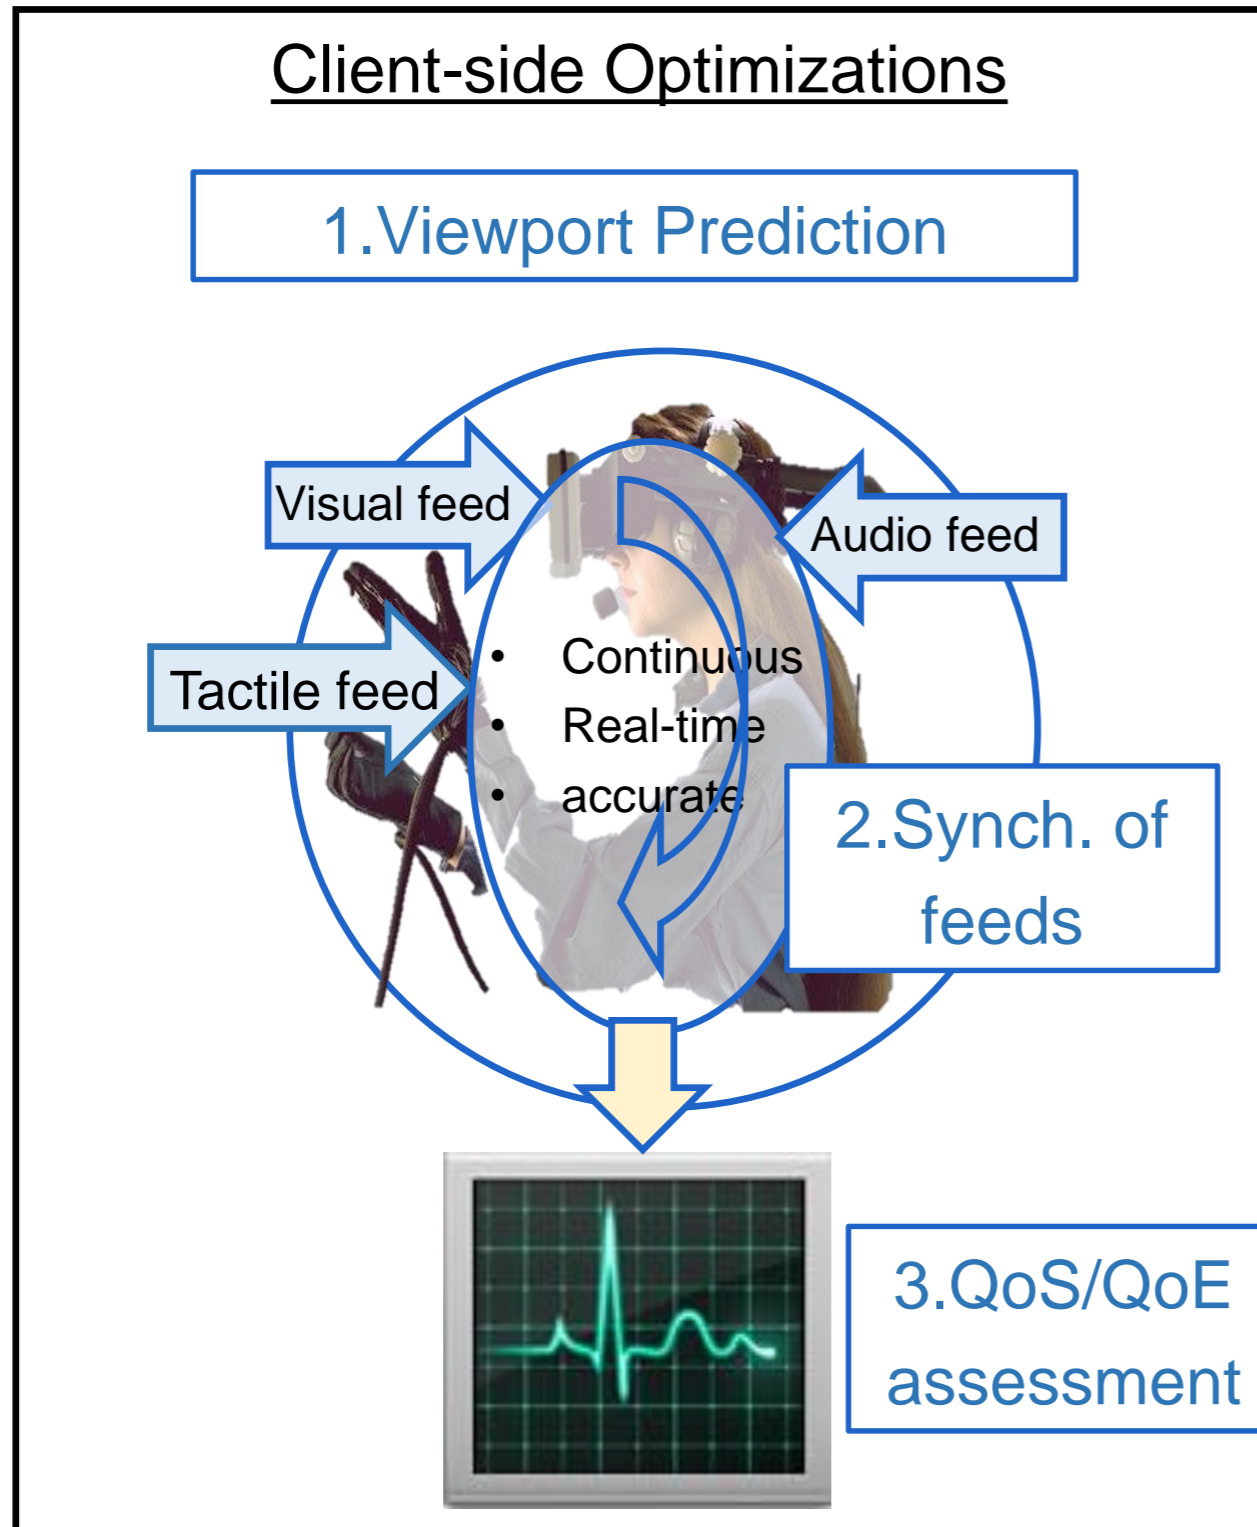 Client-side Optimizations
1.Viewport Prediction
Visual feed
Audio feed
Tactile feed
• Continuous
• Real-time
• accurate
2.Synch. of
feeds
3.QoS/QoE
assessment